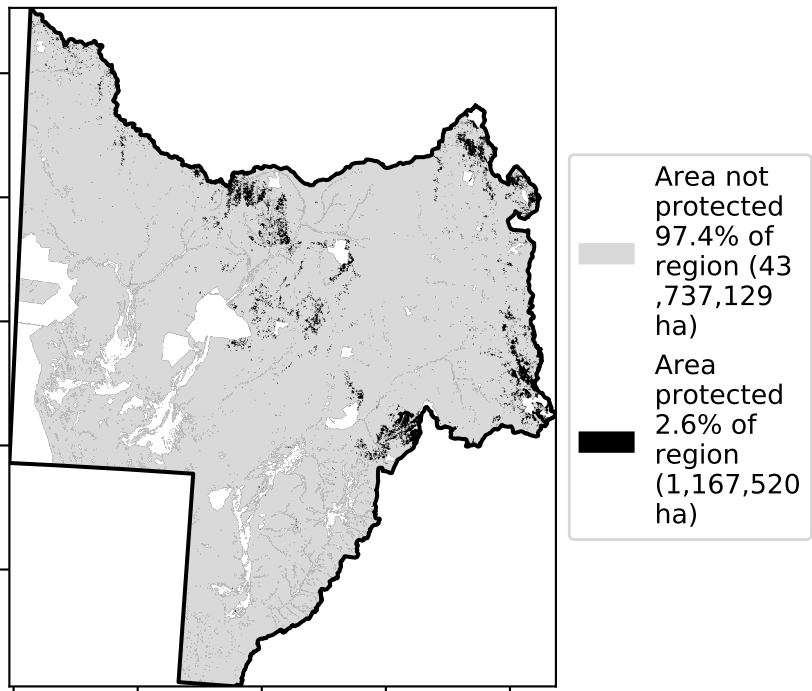 Area not
protected
97.4% of
region (43
,737,129
ha)
Area
protected
2.6% of
region
(1,167,520
ha)